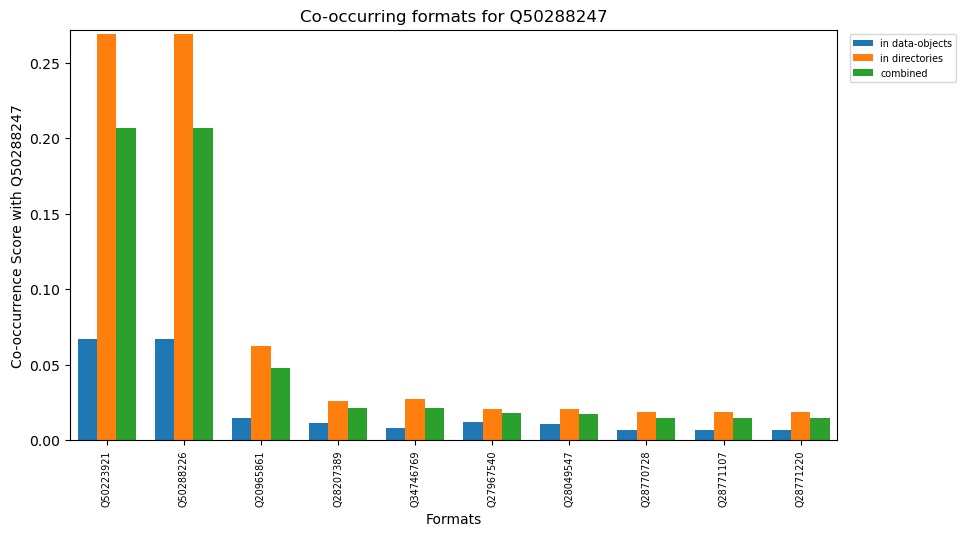 Co-occurring formats for Q50288247
in data-objects
in directories
combined
Co-occurrence Score with Q50288247
0.25
0.20
0.15
0.10
0.05
0.00
Q50223921
Q50288226
Q20965861
Q28207389
Q34746769
Q27967540
Q28049547
Q28770728
Q28771107
Q28771220
Formats